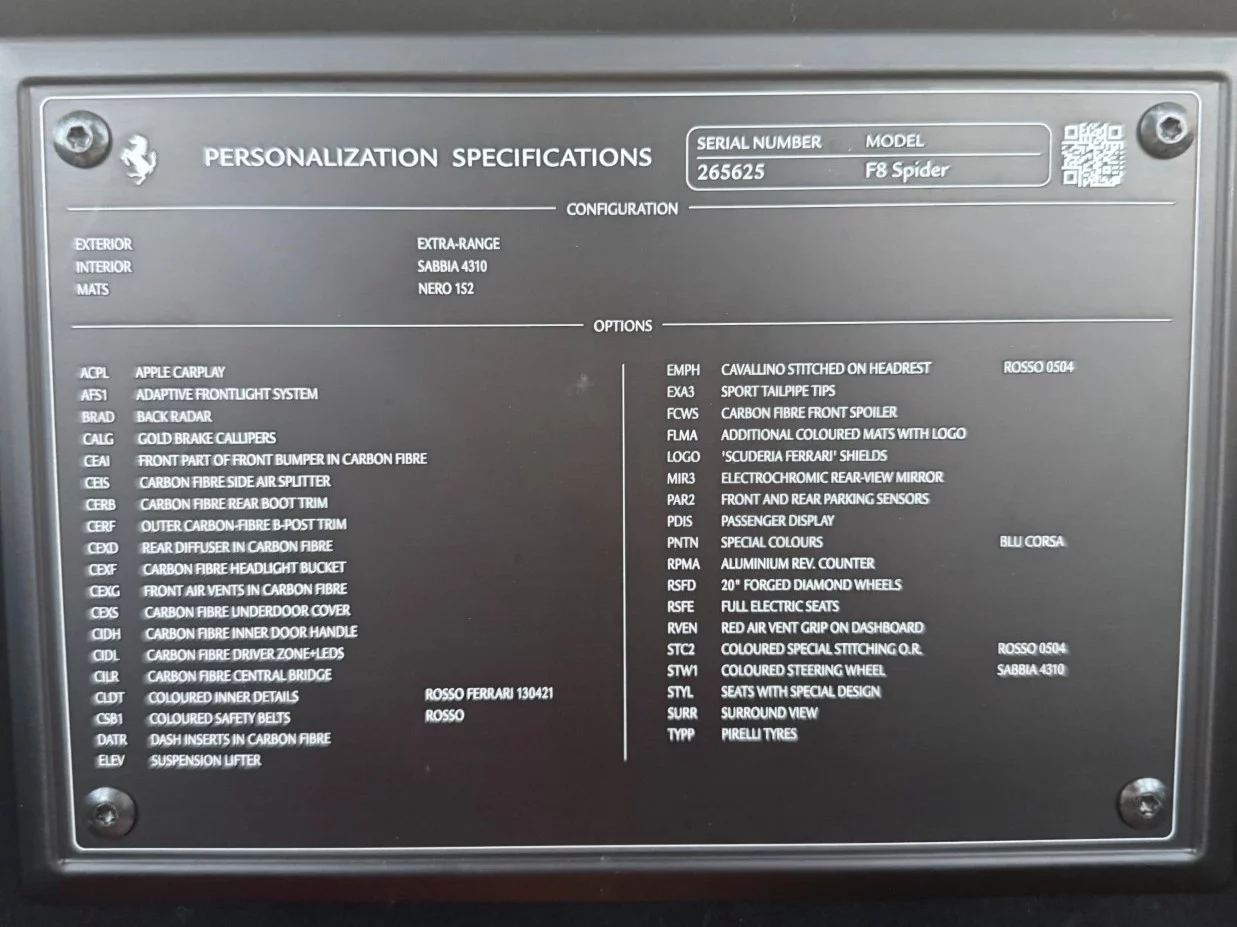 PERSONALIZATION SPECIFICATIONS
SERIAL NUMBER MODEL
265625 F8 Spider
CONFIGURATION
EXTERIOR EXTRA-RANGE
INTERIOR SABBIA 4310
MATS NERO 152
OPTIONS
ACPL APPLE CARPLAY
AFS1 ADAPTIVE FRONTLIGHT SYSTEM
BRAD BACK RADAR
CALG GOLD BRAKE CALLIPERS
CEAI FRONT PART OF FRONT BUMPER IN CARBON FIBRE
CEIS CARBON FIBRE SIDE AIR SPLITTER
CERB CARBON FIBRE REAR BOOT TRIM
CERF OUTER CARBON-FIBRE B-POST TRIM
CEXD REAR DIFFUSER IN CARBON FIBRE
CEXF CARBON FIBRE HEADLIGHT BUCKET
CEXG FRONT AIR VENTS IN CARBON FIBRE
CEXS CARBON FIBRE UNDERDOOR COVER
CIDH CARBON FIBRE INNER DOOR HANDLE
CIDL CARBON FIBRE DRIVER ZONE+LEDS
CILR CARBON FIBRE CENTRAL BRIDGE
CLDT COLOURED INNER DETAILS ROSSO FERRARI 130421
CSB1 COLOURED SAFETY BELTS ROSSO
DATR DASH INSERTS IN CARBON FIBRE
ELEV SUSPENSION LIFTER
EMPH CAVALLINO STITCHED ON HEADREST ROSSO 0504
EXA3 SPORT TAILPIPE TIPS
FCWS CARBON FIBRE FRONT SPOILER
FLMA ADDITIONAL COLOURED MATS WITH LOGO
LOGO 'SCUDERIA FERRARI' SHIELDS
MIR3 ELECTROCHROMIC REAR-VIEW MIRROR
PAR2 FRONT AND REAR PARKING SENSORS
PDIS PASSENGER DISPLAY
PNTN SPECIAL COLOURS BLU CORSA
RPMA ALUMINIUM REV. COUNTER
RSFD 20" FORGED DIAMOND WHEELS
RSFE FULL ELECTRIC SEATS
RVEN RED AIR VENT GRIP ON DASHBOARD
STC2 COLOURED SPECIAL STITCHING O.R. ROSSO 0504
STW1 COLOURED STEERING WHEEL SABBIA 4310
STYL SEATS WITH SPECIAL DESIGN
SURR SURROUND VIEW
TYPP PIRELLI TYRES